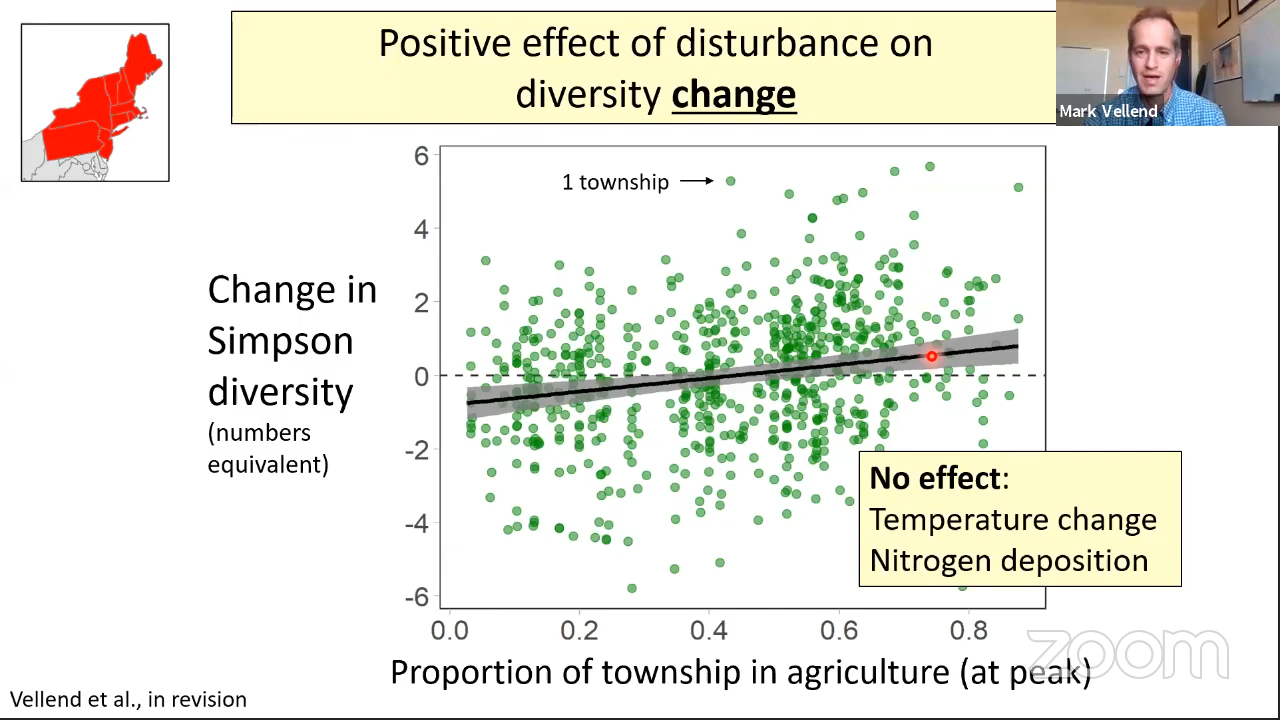 Positive effect of disturbance on
diversity change
Mark Vellend
6
1 township
4
Change in
Simpson
diversity
(numbers
equivalent)
2
0
-2
-4
-6
No effect:
Temperature change
Nitrogen deposition
0.0 0.2 0.4 0.6 0.8
Proportion of township in agriculture (at peak)
zoom
Vellend et al., in revision